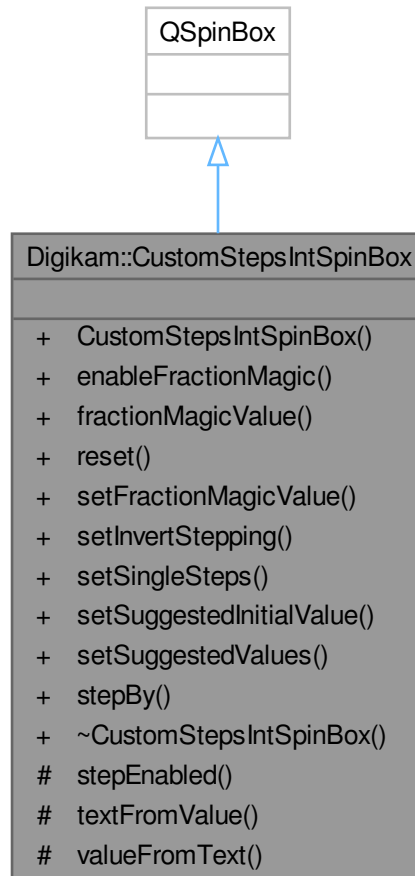 QSpinBox
Digikam::CustomStepsIntSpinBox
+ CustomStepsIntSpinBox()
+ enableFractionMagic()
+ fractionMagicValue()
+ reset()
+ setFractionMagicValue()
+ setInvertStepping()
+ setSingleSteps()
+ setSuggestedInitialValue()
+ setSuggestedValues()
+ stepBy()
+ ~CustomStepsIntSpinBox()
# stepEnabled()
# textFromValue()
# valueFromText()